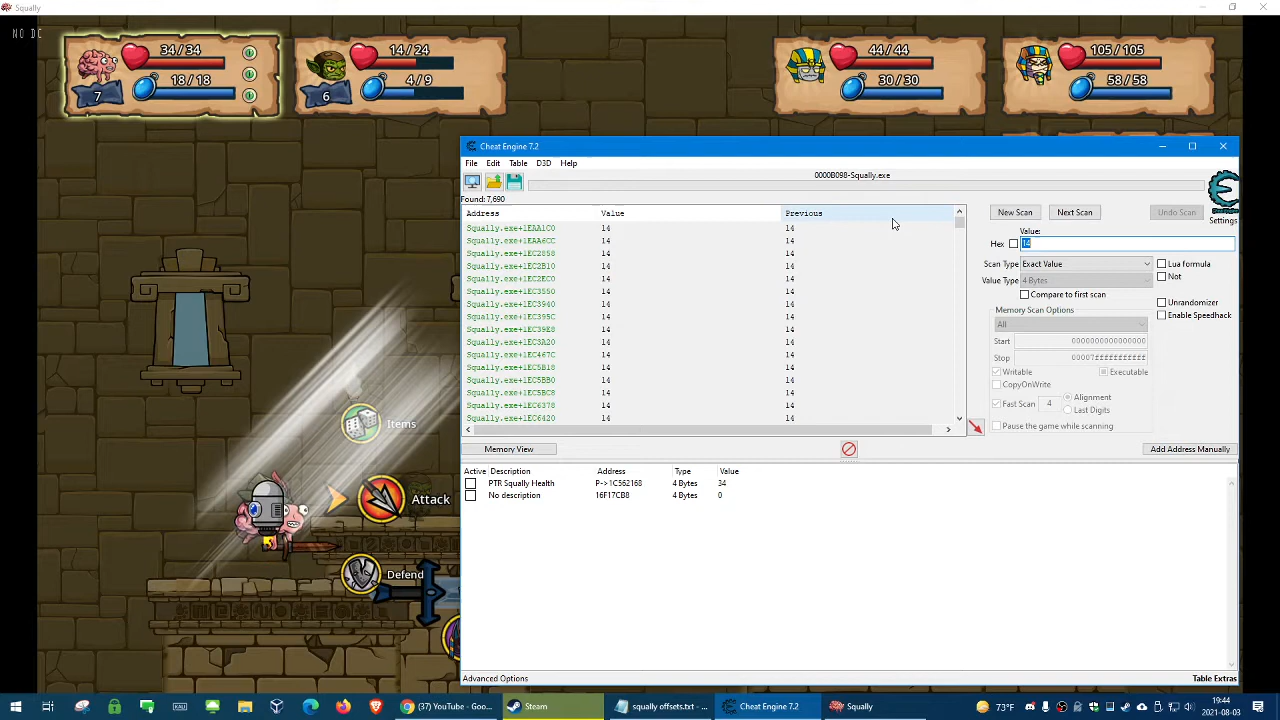 Squally
NO DC
34 / 34
18 / 18
7
14 / 24
4 / 9
6
44 / 44
30 / 30
105 / 105
58 / 58
Items
Attack
Defend
Cheat Engine 7.2
File Edit Table D3D Help
0000B098-Squally.exe
Found: 7,690
Address Value Previous
Squally.exe+1EAA1C0 14 14
Squally.exe+1EAA6CC 14 14
Squally.exe+1EC2858 14 14
Squally.exe+1EC2B10 14 14
Squally.exe+1EC2EC0 14 14
Squally.exe+1EC3550 14 14
Squally.exe+1EC3940 14 14
Squally.exe+1EC395C 14 14
Squally.exe+1EC39E8 14 14
Squally.exe+1EC3A20 14 14
Squally.exe+1EC467C 14 14
Squally.exe+1EC5B18 14 14
Squally.exe+1EC5BB0 14 14
Squally.exe+1EC5BC8 14 14
Squally.exe+1EC6378 14 14
Squally.exe+1EC6420 14 14
New Scan Next Scan Undo Scan
Settings
Value:
Hex 14
Scan Type Exact Value
Lua formula
Value Type 4 Bytes
Not
Compare to first scan
Memory Scan Options
Unrandomizer
All
Enable Speedhack
Start 0000000000000000
Stop 00007fffffffffff
Writable Executable
CopyOnWrite
Fast Scan 4 Alignment
Last Digits
Pause the game while scanning
Memory View Add Address Manually
Active Description Address Type Value
PTR Squally Health P->1C562168 4 Bytes 34
No description 16F17CB8 4 Bytes 0
Advanced Options Table Extras
(37) YouTube - Goo...
Steam
squally offsets.txt - ...
Cheat Engine 7.2
Squally
73°F
19:44
2021-08-03